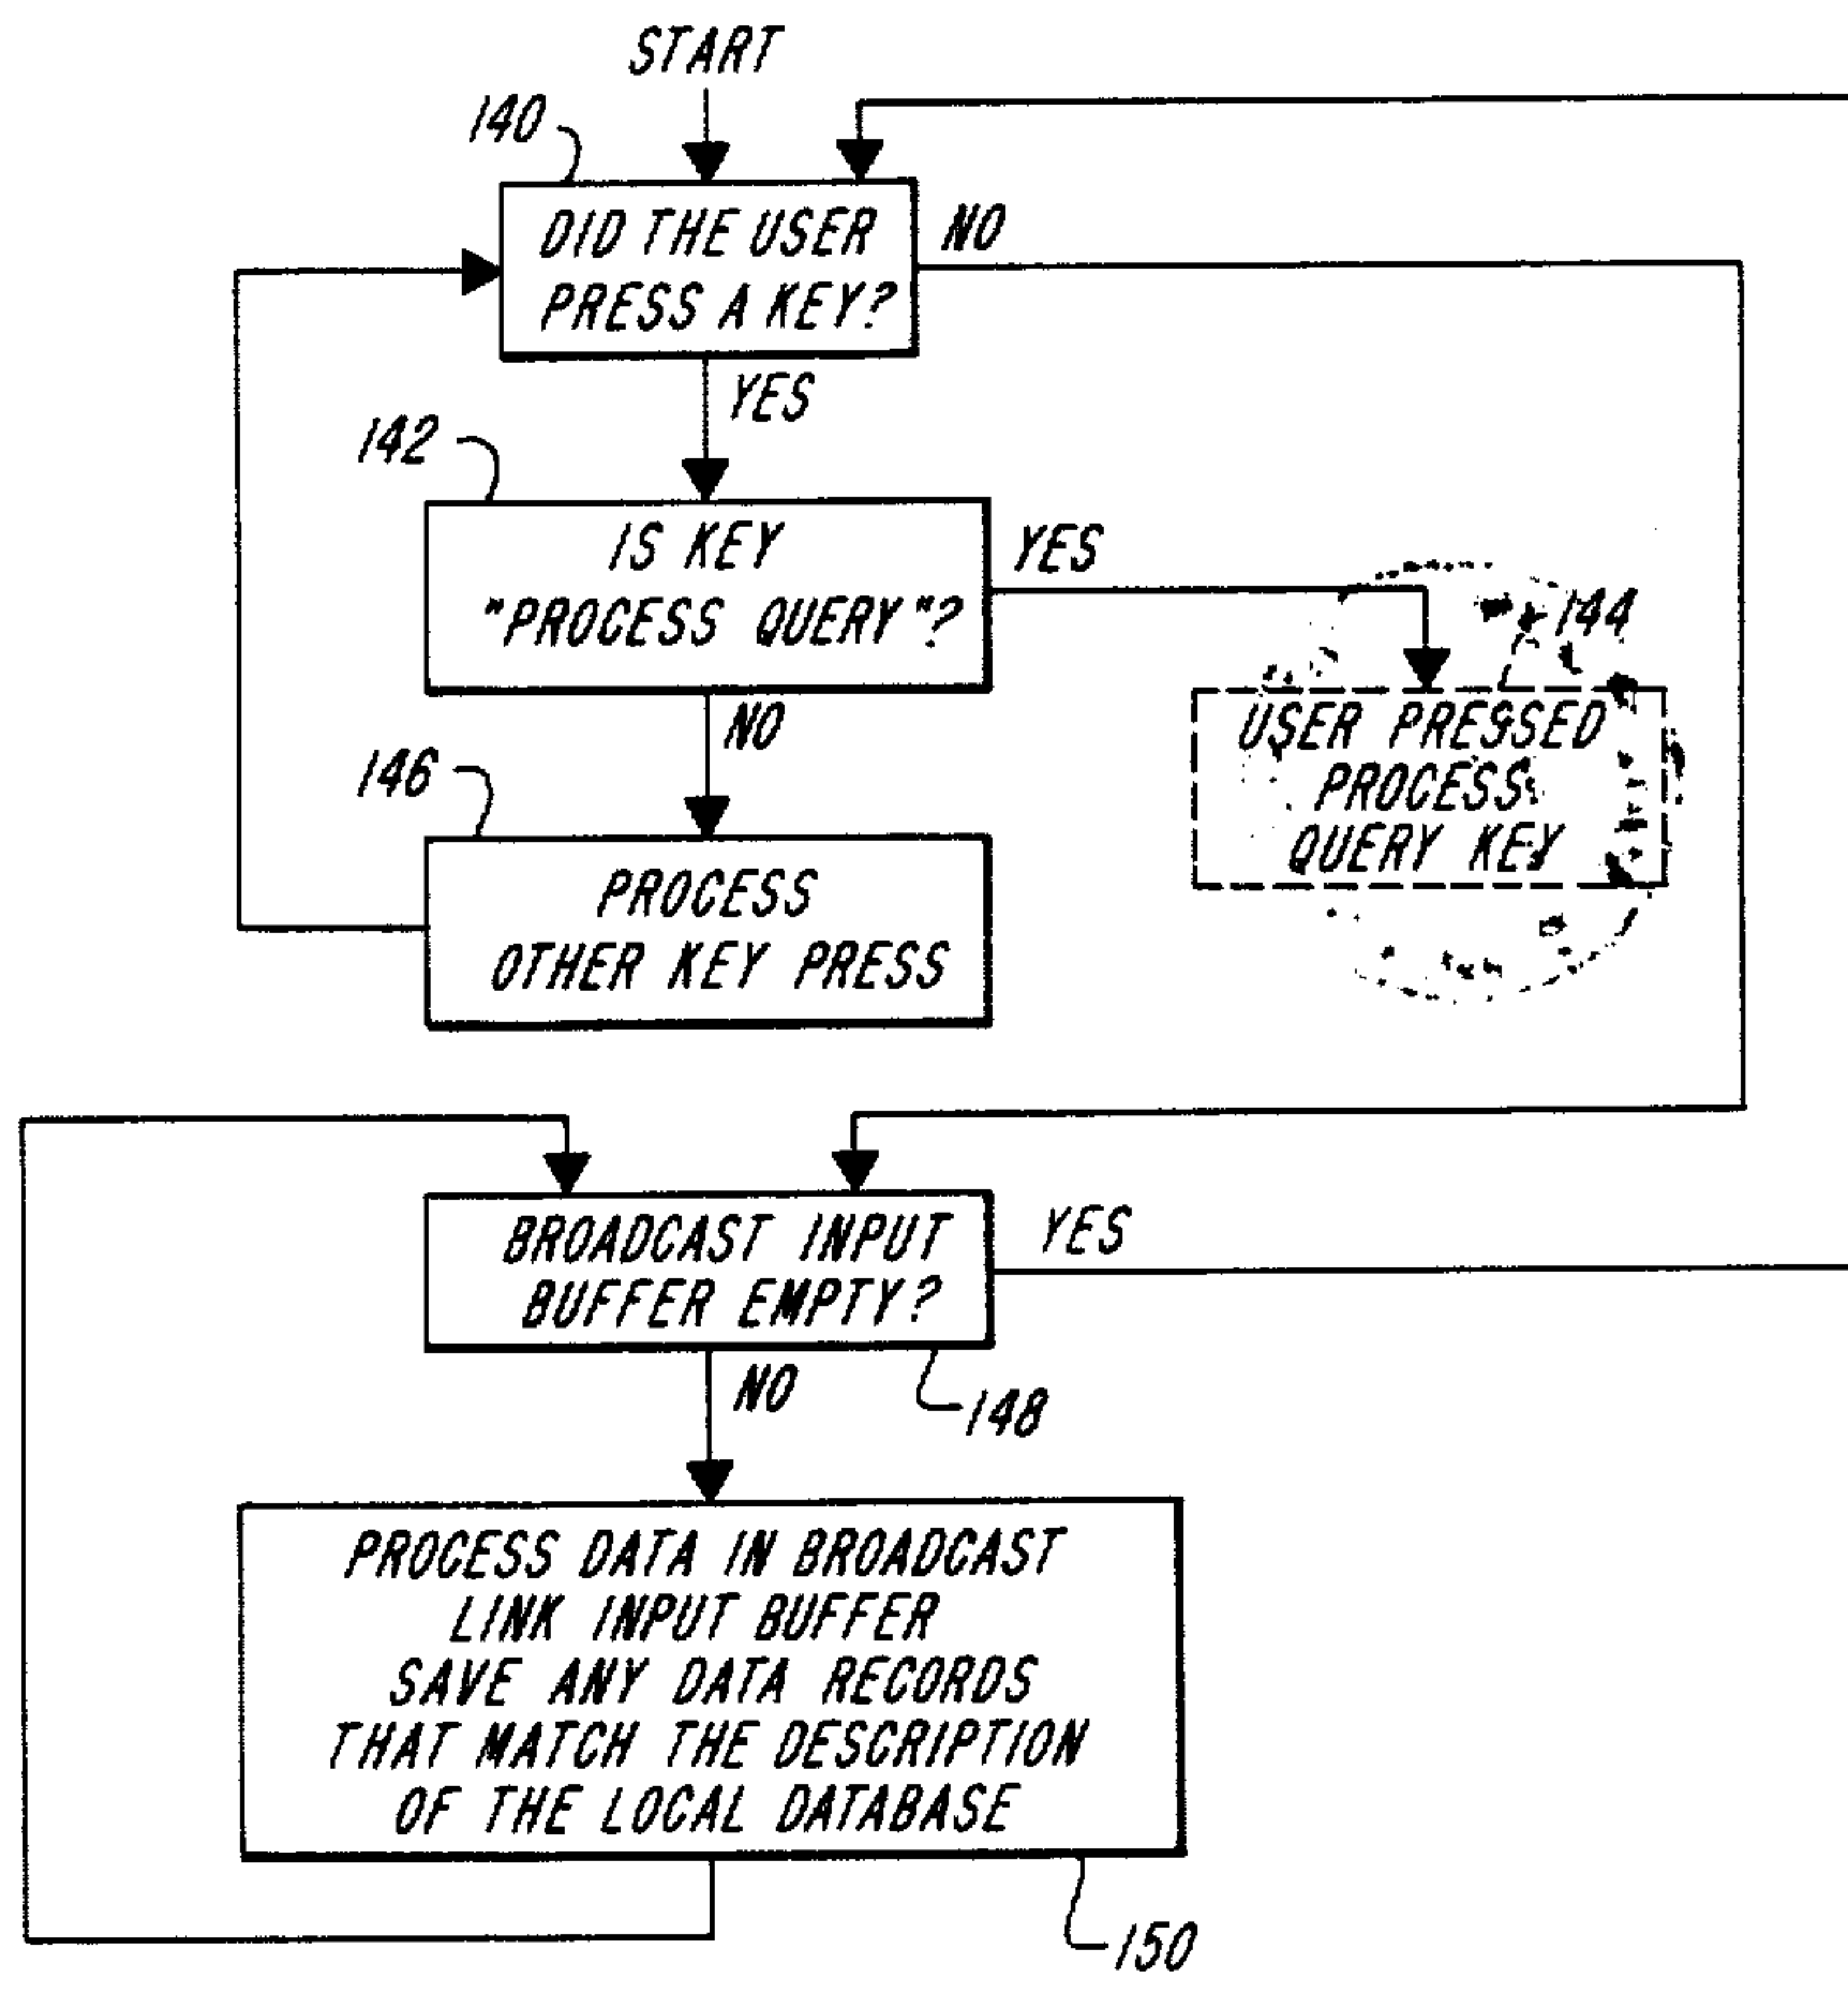 START
140
DID THE USER
PRESS A KEY?
NO
YES
142
IS KEY
"PROCESS QUERY"?
YES
144
USER PRESSED
PROCESS
QUERY KEY
NO
146
PROCESS
OTHER KEY PRESS
BROADCAST INPUT
BUFFER EMPTY?
YES
NO
148
PROCESS DATA IN BROADCAST
LINK INPUT BUFFER
SAVE ANY DATA RECORDS
THAT MATCH THE DESCRIPTION
OF THE LOCAL DATABASE
150